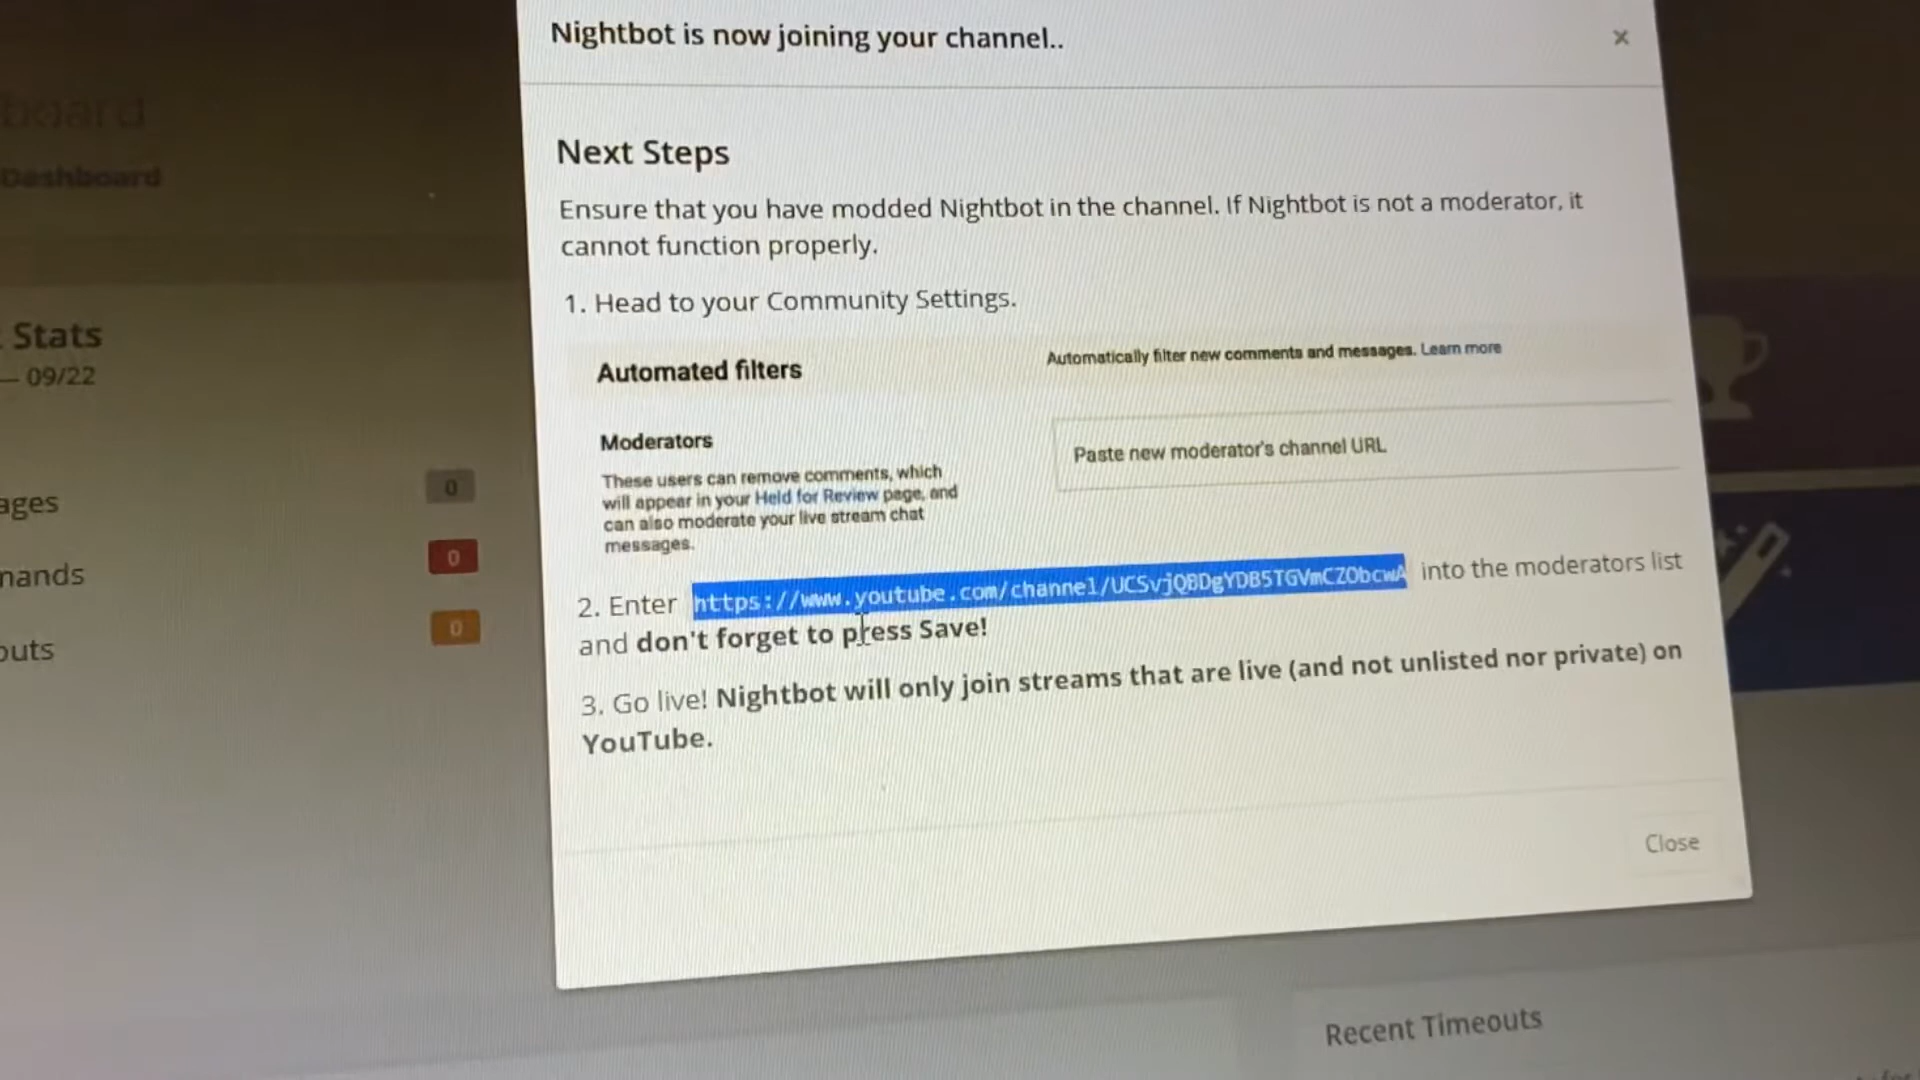 Nightbot is now joining your channel..
×
board
Dashboard
Next Steps
Ensure that you have modded Nightbot in the channel. If Nightbot is not a moderator, it
cannot function properly.
1. Head to your Community Settings.
Stats
— 09/22
Automated filters
Automatically filter new comments and messages. Learn more
Moderators
Paste new moderator's channel URL
These users can remove comments, which
will appear in your Held for Review page, and
can also moderate your live stream chat
messages.
ages
0
nands
0
outs
0
2. Enter https://www.youtube.com/channel/UCSvjQBDgYDB5TGVmCZObcwA into the moderators list
and don't forget to press Save!
3. Go live! Nightbot will only join streams that are live (and not unlisted nor private) on
YouTube.
Close
Recent Timeouts